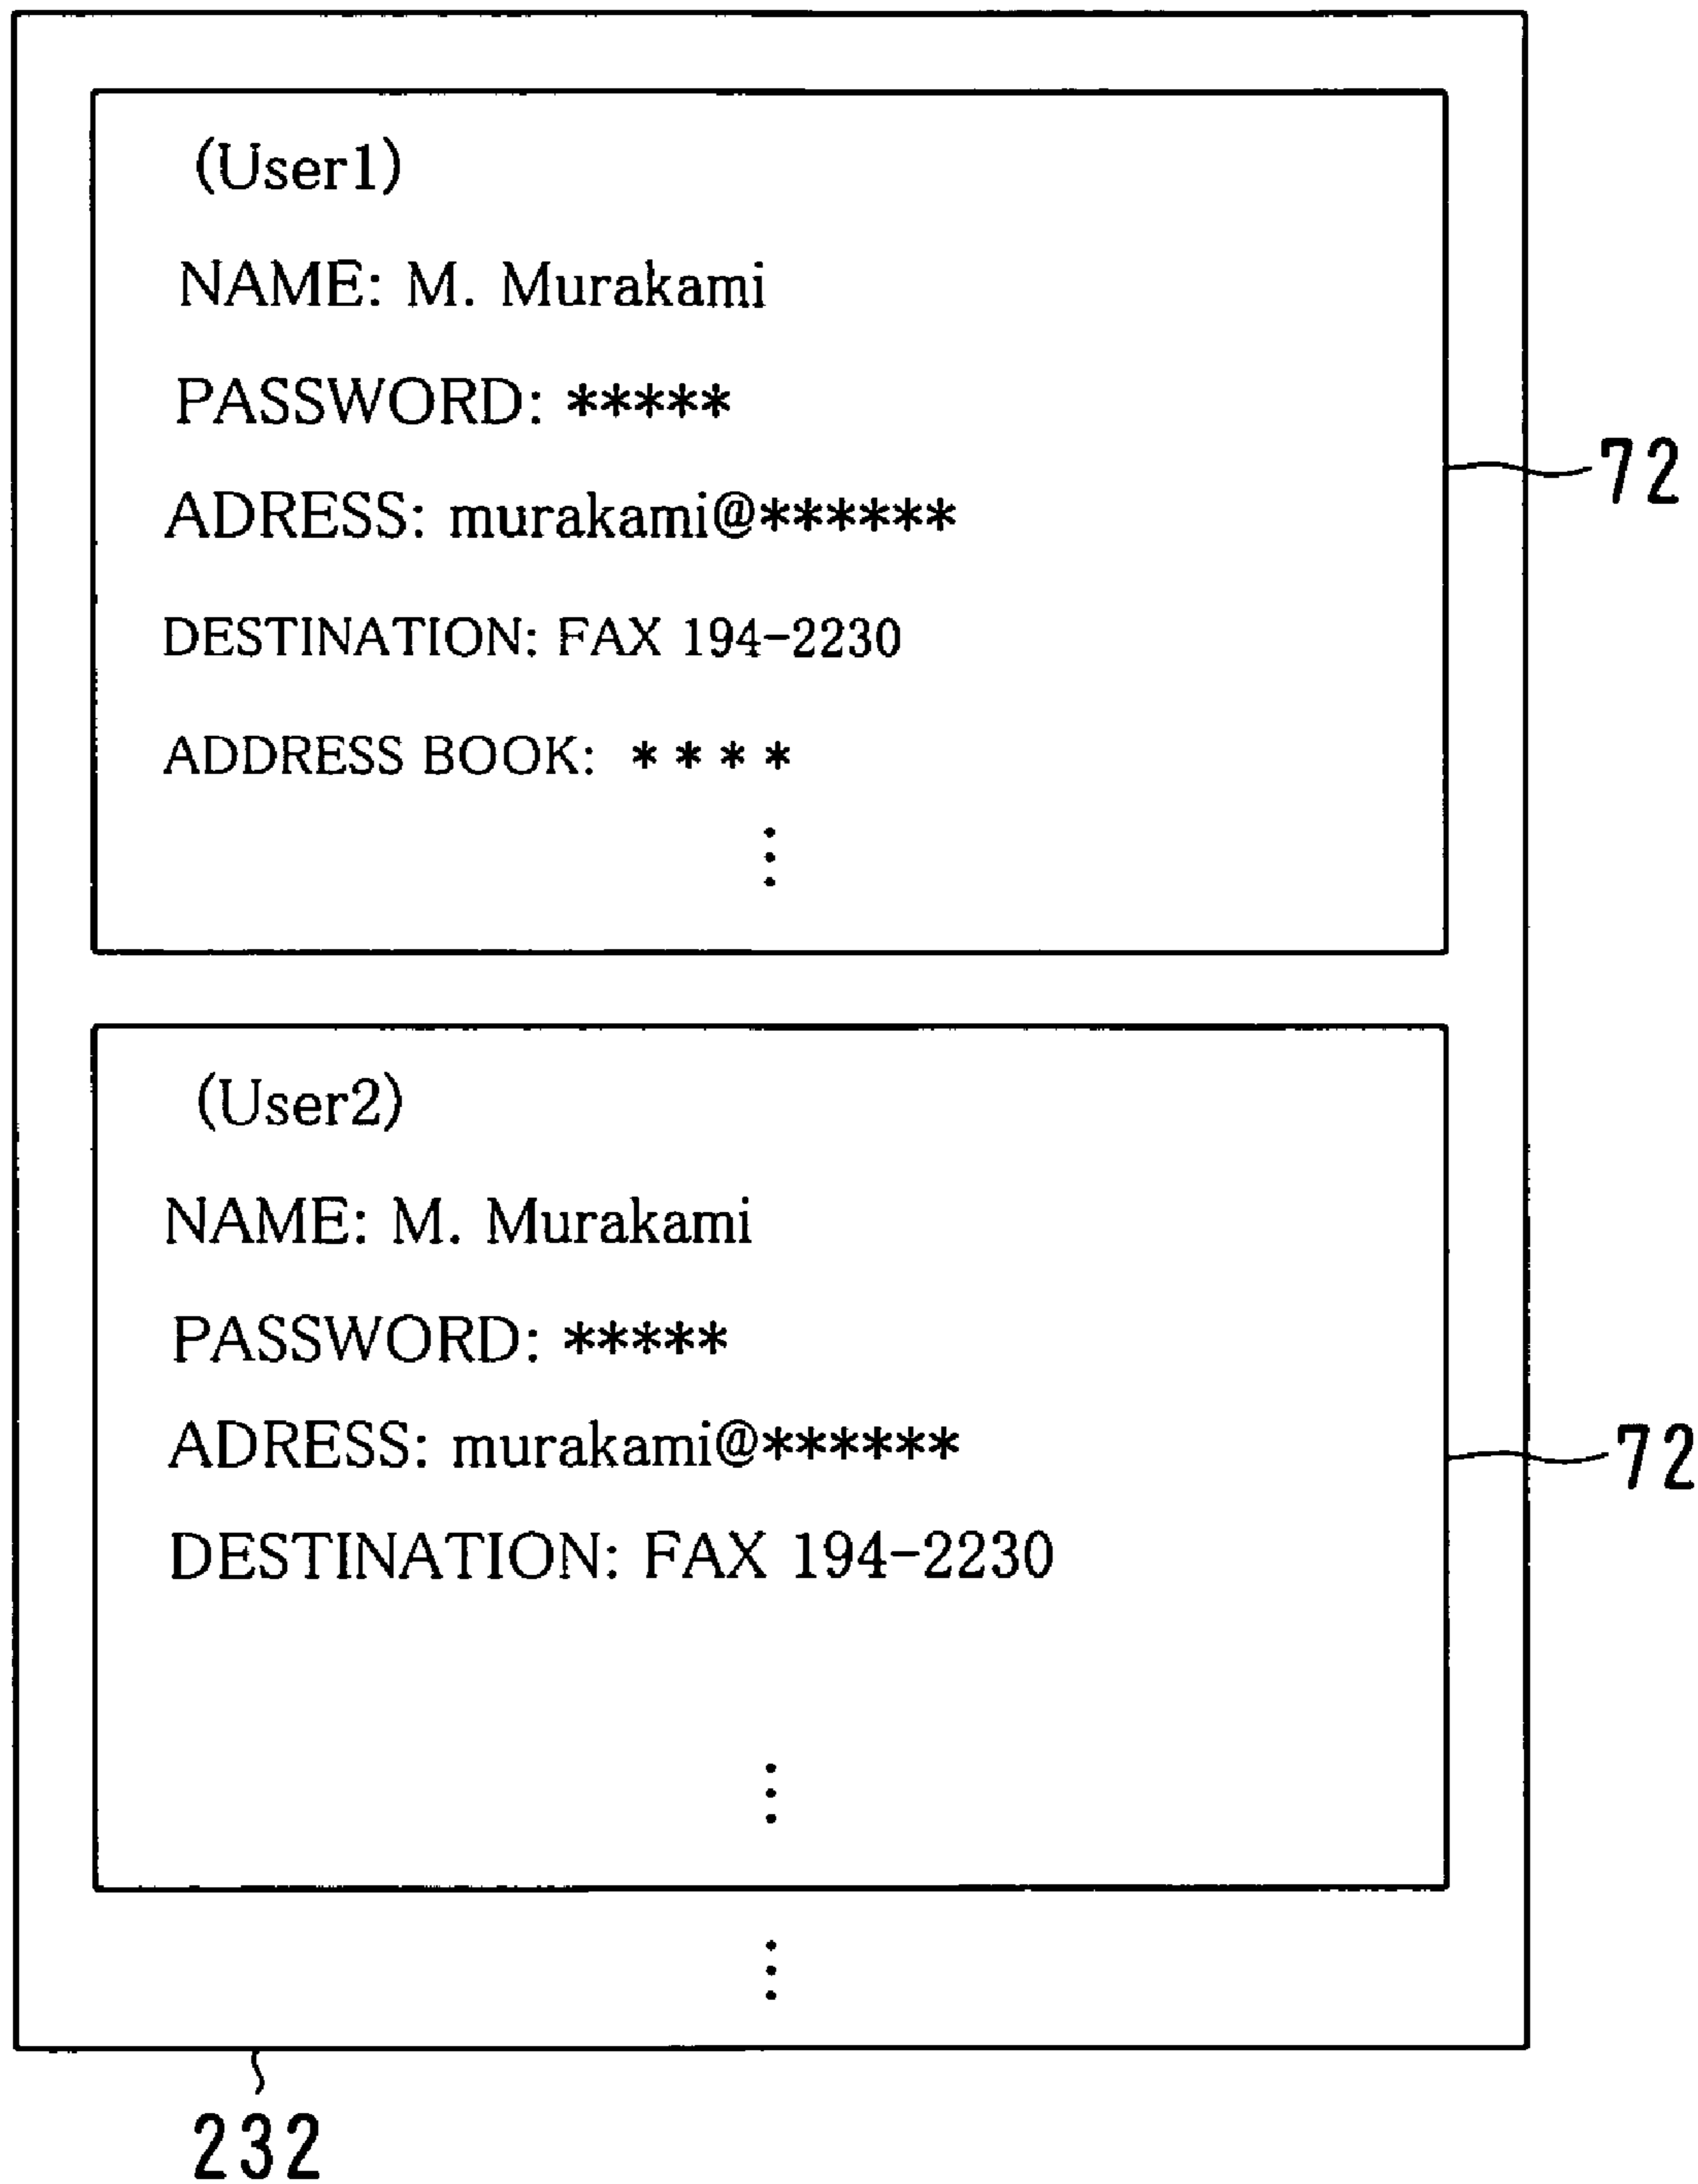 (User1)
NAME: M. Murakami
PASSWORD: *****
72
ADRESS: murakami@******
DESTINATION: FAX 194-2230
ADDRESS BOOK: * * * *
(User2)
NAME: M. Murakami
PASSWORD: *****
ADRESS: murakami@******
72
DESTINATION: FAX 194-2230
232